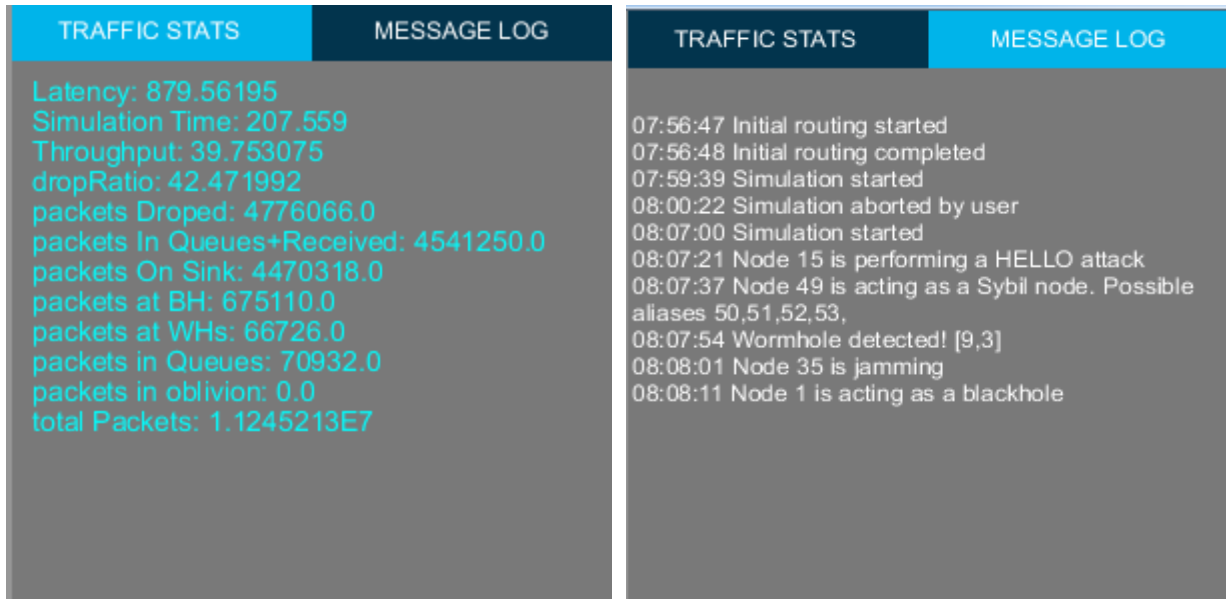 TRAFFIC STATS
MESSAGE LOG
Latency: 879.56195
Simulation Time: 207.559
Throughput: 39.753075
dropRatio: 42.471992
packets Droped: 4776066.0
packets In Queues+Received: 4541250.0
packets On Sink: 4470318.0
packets at BH: 675110.0
packets at WHs: 66726.0
packets in Queues: 70932.0
packets in oblivion: 0.0
total Packets: 1.1245213E7
TRAFFIC STATS
MESSAGE LOG
07:56:47 Initial routing started
07:56:48 Initial routing completed
07:59:39 Simulation started
08:00:22 Simulation aborted by user
08:07:00 Simulation started
08:07:21 Node 15 is performing a HELLO attack
08:07:37 Node 49 is acting as a Sybil node. Possible
aliases 50,51,52,53,
08:07:54 Wormhole detected! [9,3]
08:08:01 Node 35 is jamming
08:08:11 Node 1 is acting as a blackhole